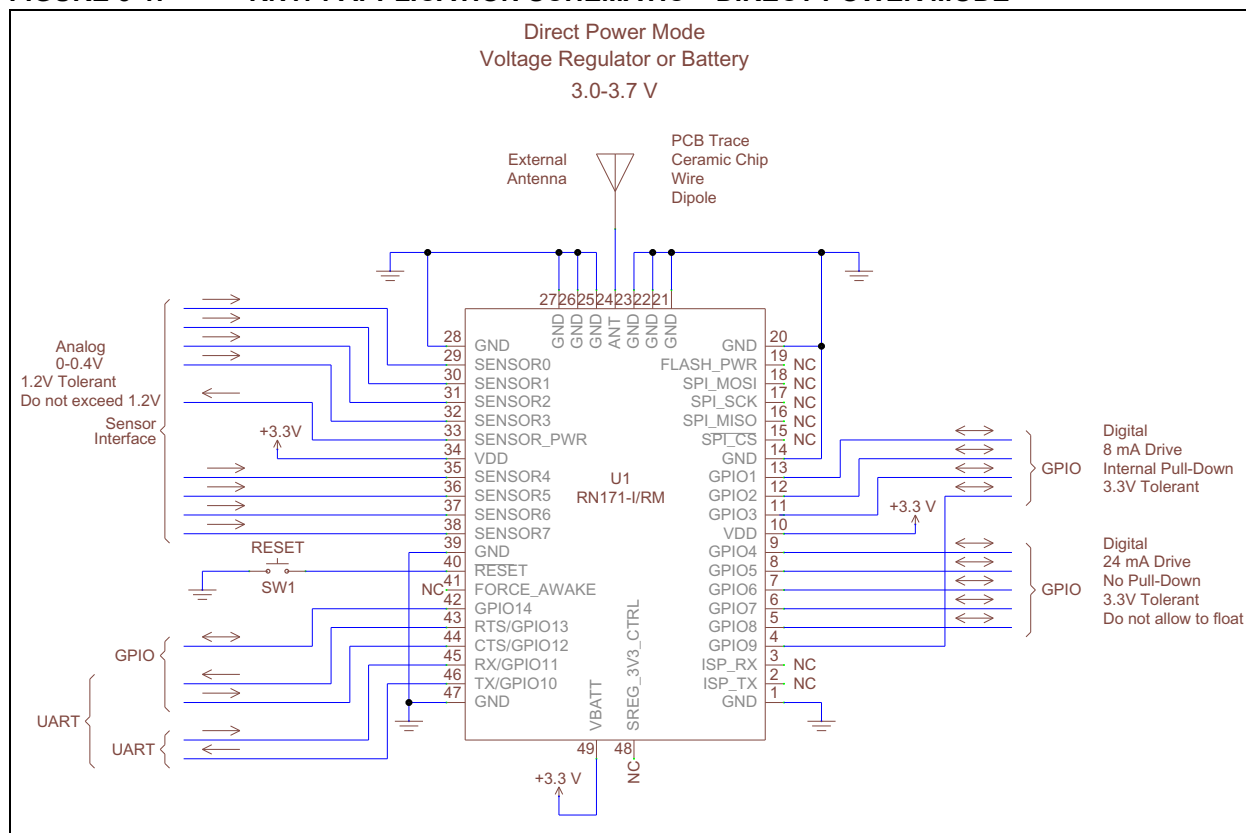 Direct Power Mode
Voltage Regulator or Battery
3.0-3.7 V
External
Antenna
PCB Trace
Ceramic Chip
Wire
Dipole
27 26 25 24 23 22 21
GND GND GND ANT GND GND GND
Analog
0-0.4V
1.2V Tolerant
Do not exceed 1.2V
Sensor
Interface
+3.3V
RESET
SW1
NC
GPIO
UART
UART
28 GND
29 SENSOR0
30 SENSOR1
31 SENSOR2
32 SENSOR3
33 SENSOR_PWR
34 VDD
35 SENSOR4
36 SENSOR5
37 SENSOR6
38 SENSOR7
39 GND
40 RESET
41 FORCE_AWAKE
42 GPIO14
43 RTS/GPIO13
44 CTS/GPIO12
45 RX/GPIO11
46 TX/GPIO10
47 GND
U1
RN171-I/RM
GND 20
FLASH_PWR 19 NC
SPI_MOSI 18 NC
SPI_SCK 17 NC
SPI_MISO 16 NC
SPI_CS 15 NC
GND 14
GPIO1 13
GPIO2 12
GPIO3 11
VDD 10
GPIO4 9
GPIO5 8
GPIO6 7
GPIO7 6
GPIO8 5
GPIO9 4
ISP_RX 3 NC
ISP_TX 2 NC
GND 1
+3.3 V
GPIO
Digital
8 mA Drive
Internal Pull-Down
3.3V Tolerant
GPIO
Digital
24 mA Drive
No Pull-Down
3.3V Tolerant
Do not allow to float
VBATT SREG_3V3_CTRL
49 48
NC
+3.3 V